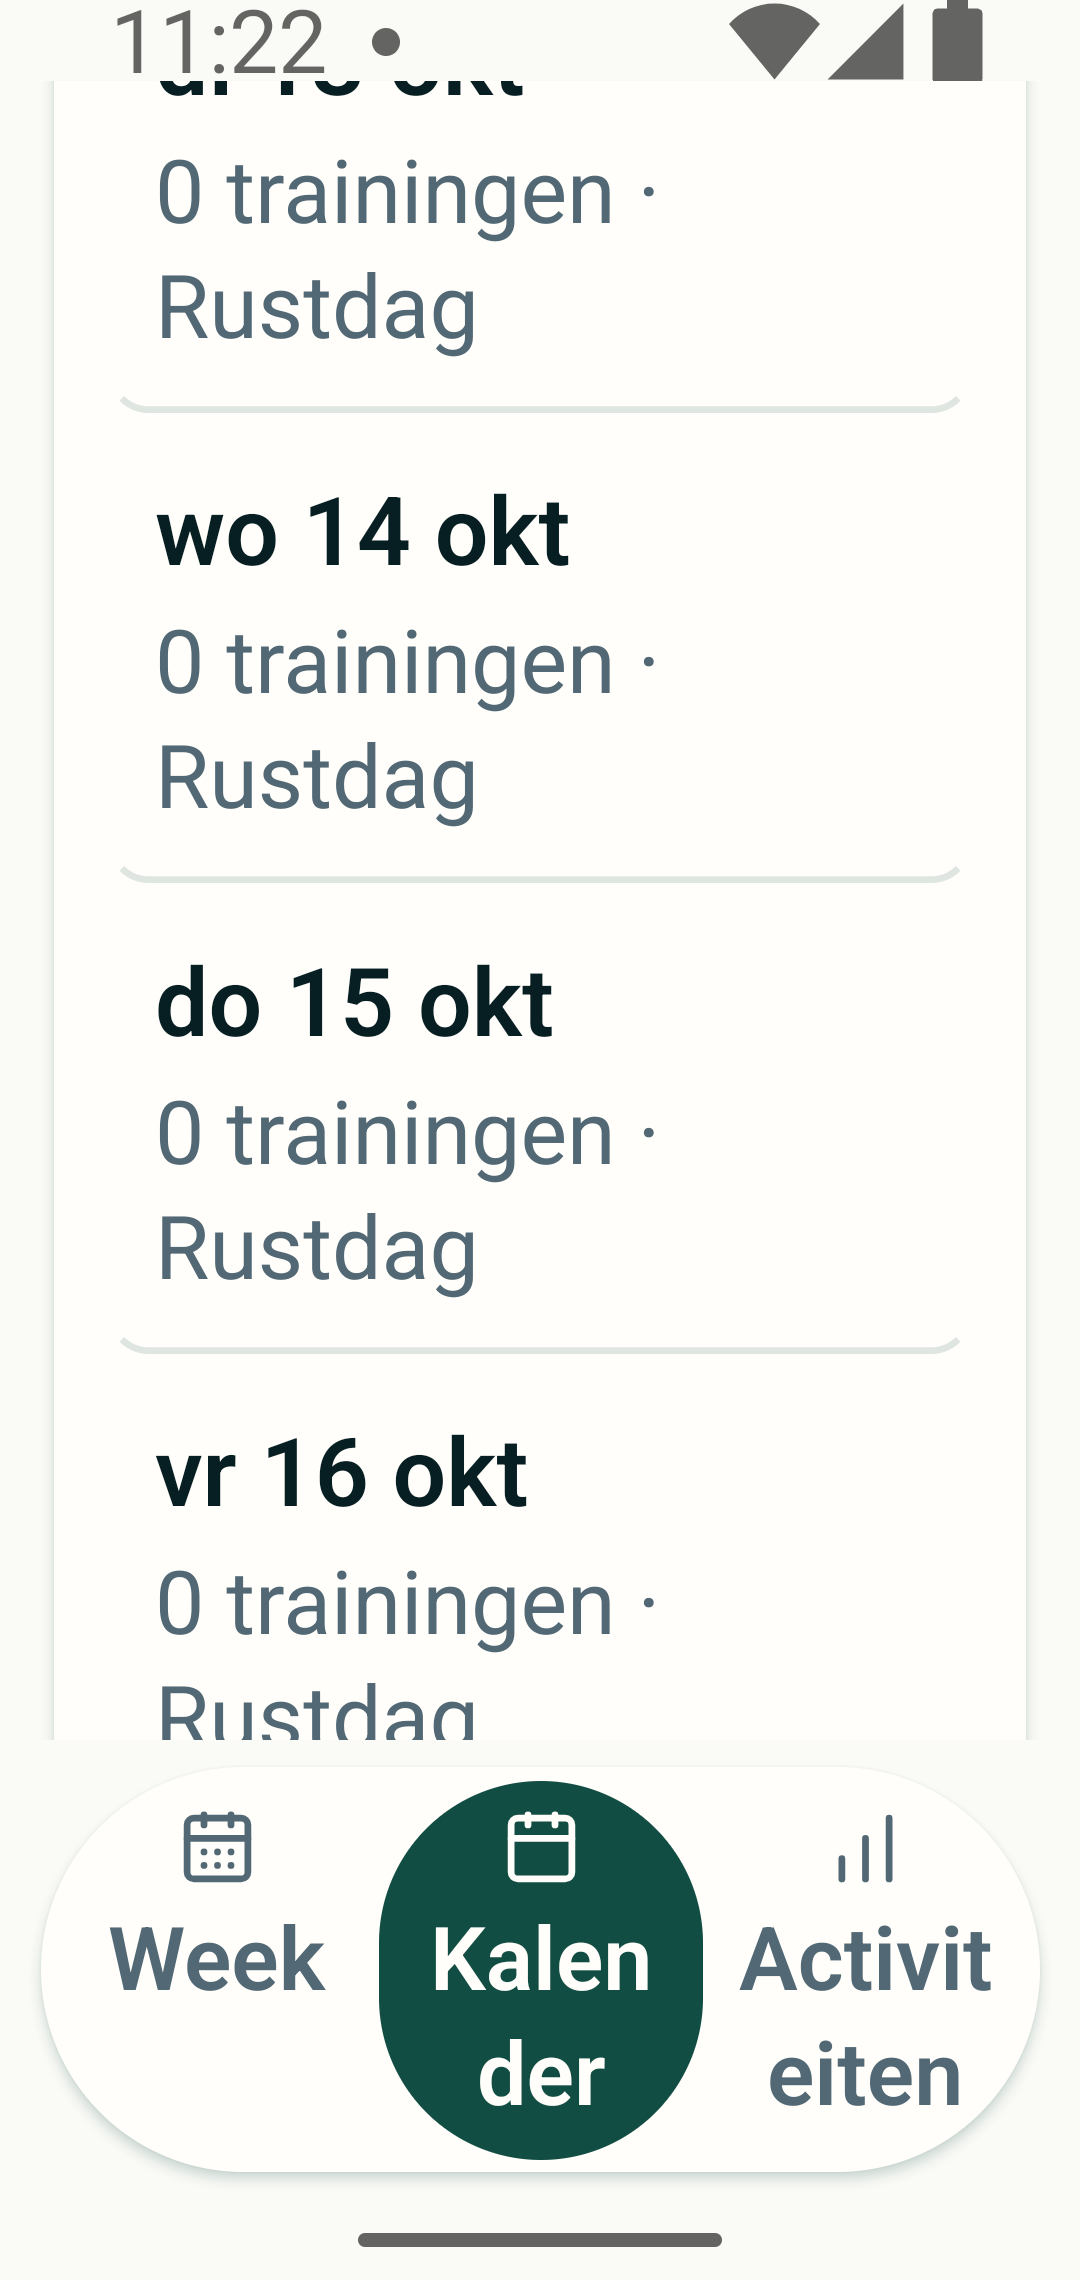 11:22
0 trainingen ·
Rustdag
wo 14 okt
0 trainingen ·
Rustdag
do 15 okt
0 trainingen ·
Rustdag
vr 16 okt
0 trainingen ·
Rustdag
Week
Kalen
der
Activit
eiten